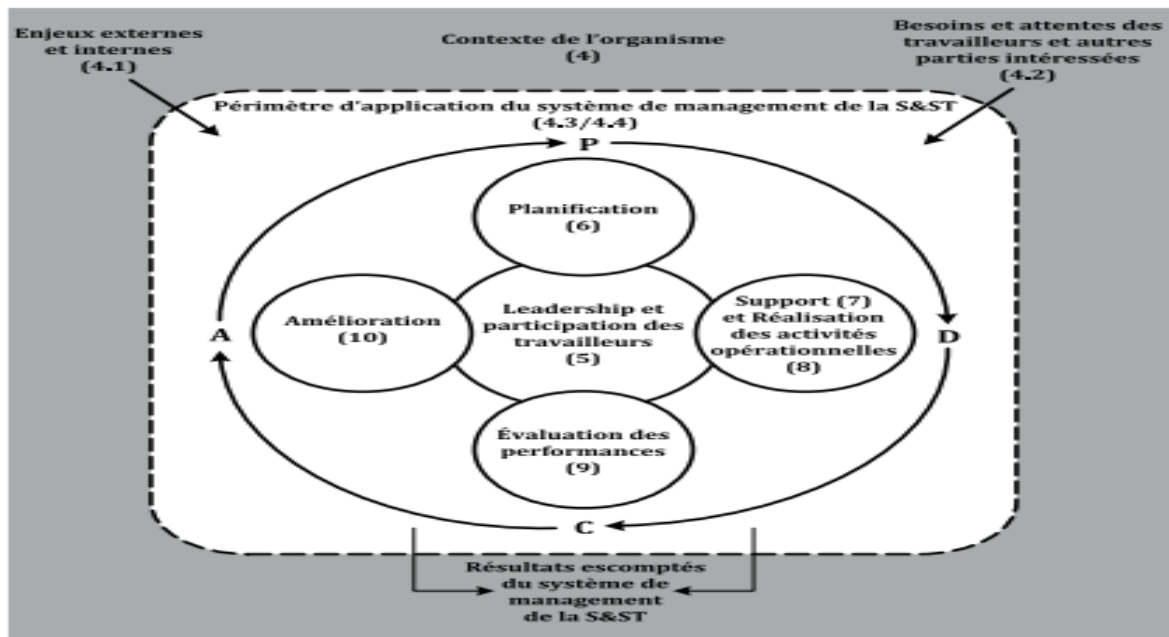 Enjeux externes
et internes
(4.1)
Contexte de l'organisme
(4)
Besoins et attentes des
travailleurs et autres
parties intéressées
(4.2)
Périmètre d'application du système de management de la S&ST
(4.3/4.4)
P
Planification
(6)
A
Amélioration
(10)
Leadership et
participation des
travailleurs
(5)
Support (7)
et Réalisation
des activités
opérationnelles
(8)
D
Évaluation des
performances
(9)
C
Résultats escomptés
du système de
management
de la S&ST